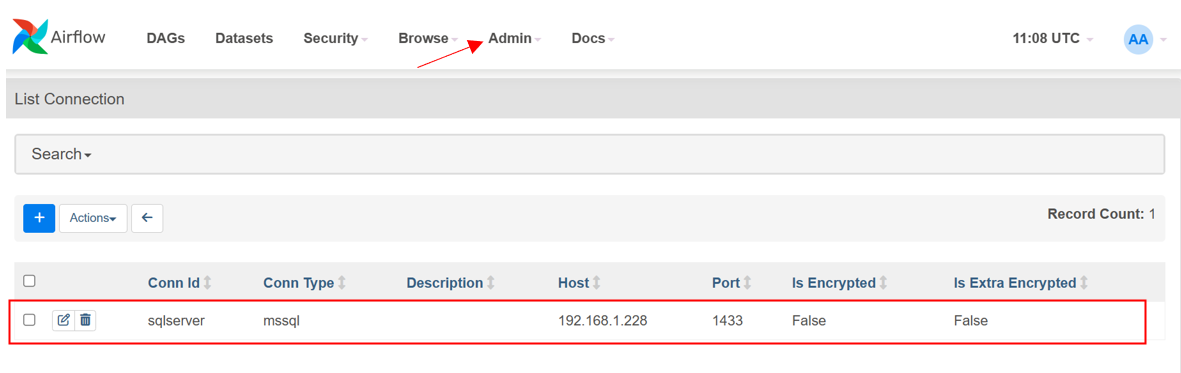 Airflow DAGs Datasets Security Browse Admin Docs 11:08 UTC AA
List Connection
Search
+ Actions Record Count: 1
Conn Id Conn Type Description Host Port Is Encrypted Is Extra Encrypted
sqlserver mssql 192.168.1.228 1433 False False